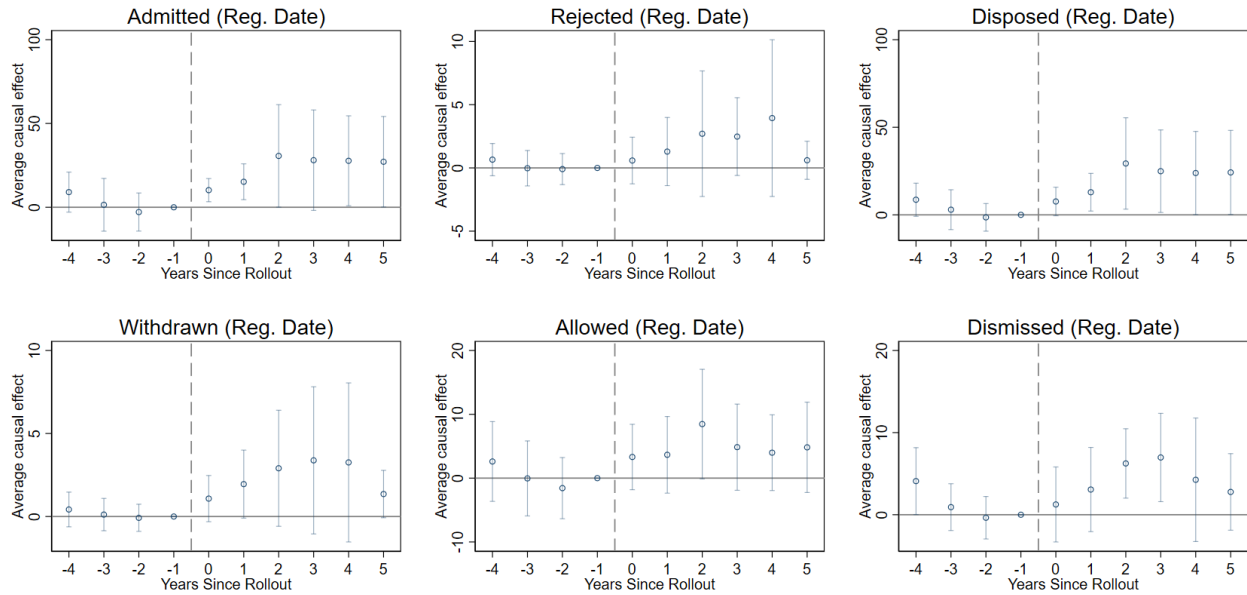 Admitted (Reg. Date)
Average causal effect
100
50
0
-4 -3 -2 -1 0 1 2 3 4 5
Years Since Rollout
Rejected (Reg. Date)
Average causal effect
10
5
0
-5
-4 -3 -2 -1 0 1 2 3 4 5
Years Since Rollout
Disposed (Reg. Date)
Average causal effect
100
50
0
-4 -3 -2 -1 0 1 2 3 4 5
Years Since Rollout
Withdrawn (Reg. Date)
Average causal effect
10
5
0
-4 -3 -2 -1 0 1 2 3 4 5
Years Since Rollout
Allowed (Reg. Date)
Average causal effect
20
10
0
-10
-4 -3 -2 -1 0 1 2 3 4 5
Years Since Rollout
Dismissed (Reg. Date)
Average causal effect
20
10
0
-4 -3 -2 -1 0 1 2 3 4 5
Years Since Rollout